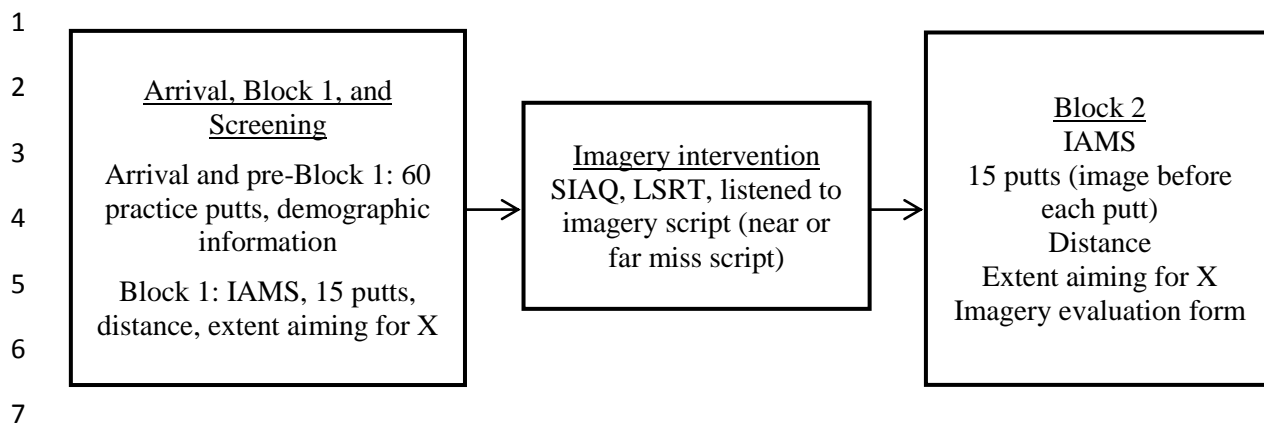 1
2
3
4
5
6
7
Arrival, Block 1, and
Screening
Arrival and pre-Block 1: 60
practice putts, demographic
information
Block 1: IAMS, 15 putts,
distance, extent aiming for X
Imagery intervention
SIAQ, LSRT, listened to
imagery script (near or
far miss script)
Block 2
IAMS
15 putts (image before
each putt)
Distance
Extent aiming for X
Imagery evaluation form